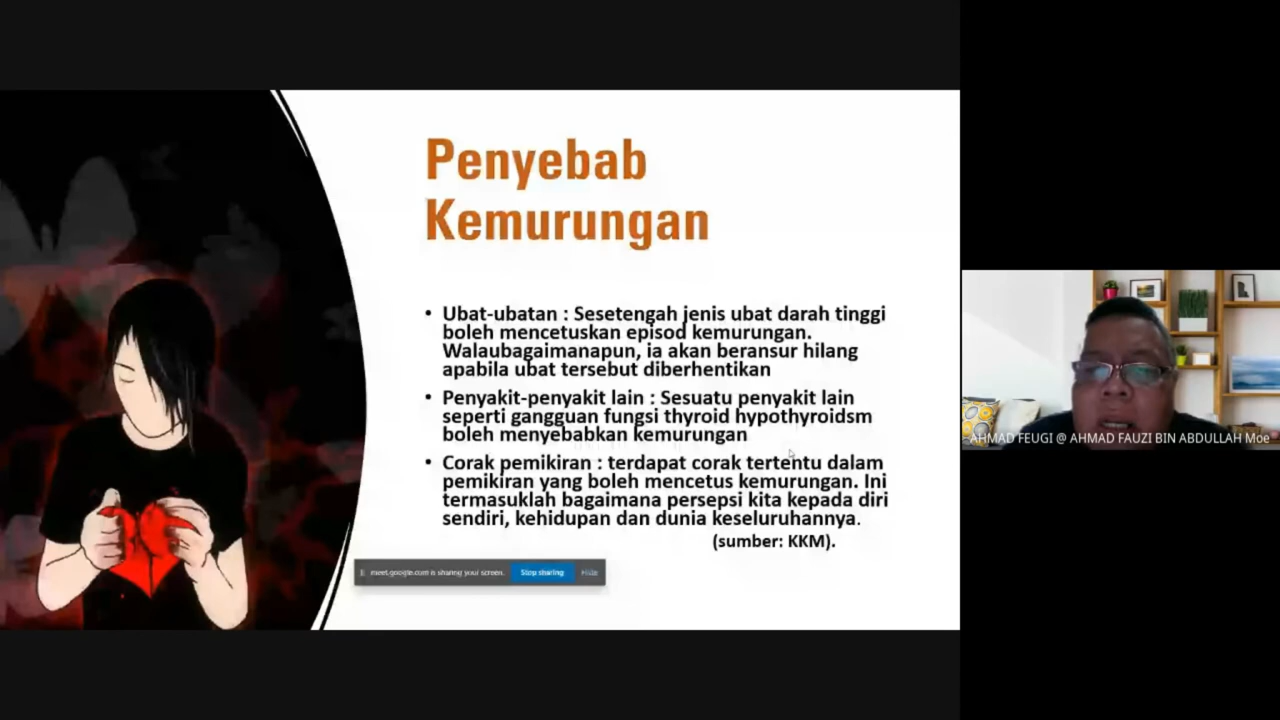 Penyebab
Kemurungan
• Ubat-ubatan : Sesetengah jenis ubat darah tinggi
boleh mencetuskan episod kemurungan.
Walaubagaimanapun, ia akan beransur hilang
apabila ubat tersebut diberhentikan
• Penyakit-penyakit lain : Sesuatu penyakit lain
seperti gangguan fungsi thyroid hypothyroidsm
boleh menyebabkan kemurungan
• Corak pemikiran : terdapat corak tertentu dalam
pemikiran yang boleh mencetus kemurungan. Ini
termasuklah bagaimana persepsi kita kepada diri
sendiri, kehidupan dan dunia keseluruhannya.
(sumber: KKM).
meet.google.com is sharing your screen. Stop sharing Hide
AHMAD FEUGI @ AHMAD FAUZI BIN ABDULLAH Moe